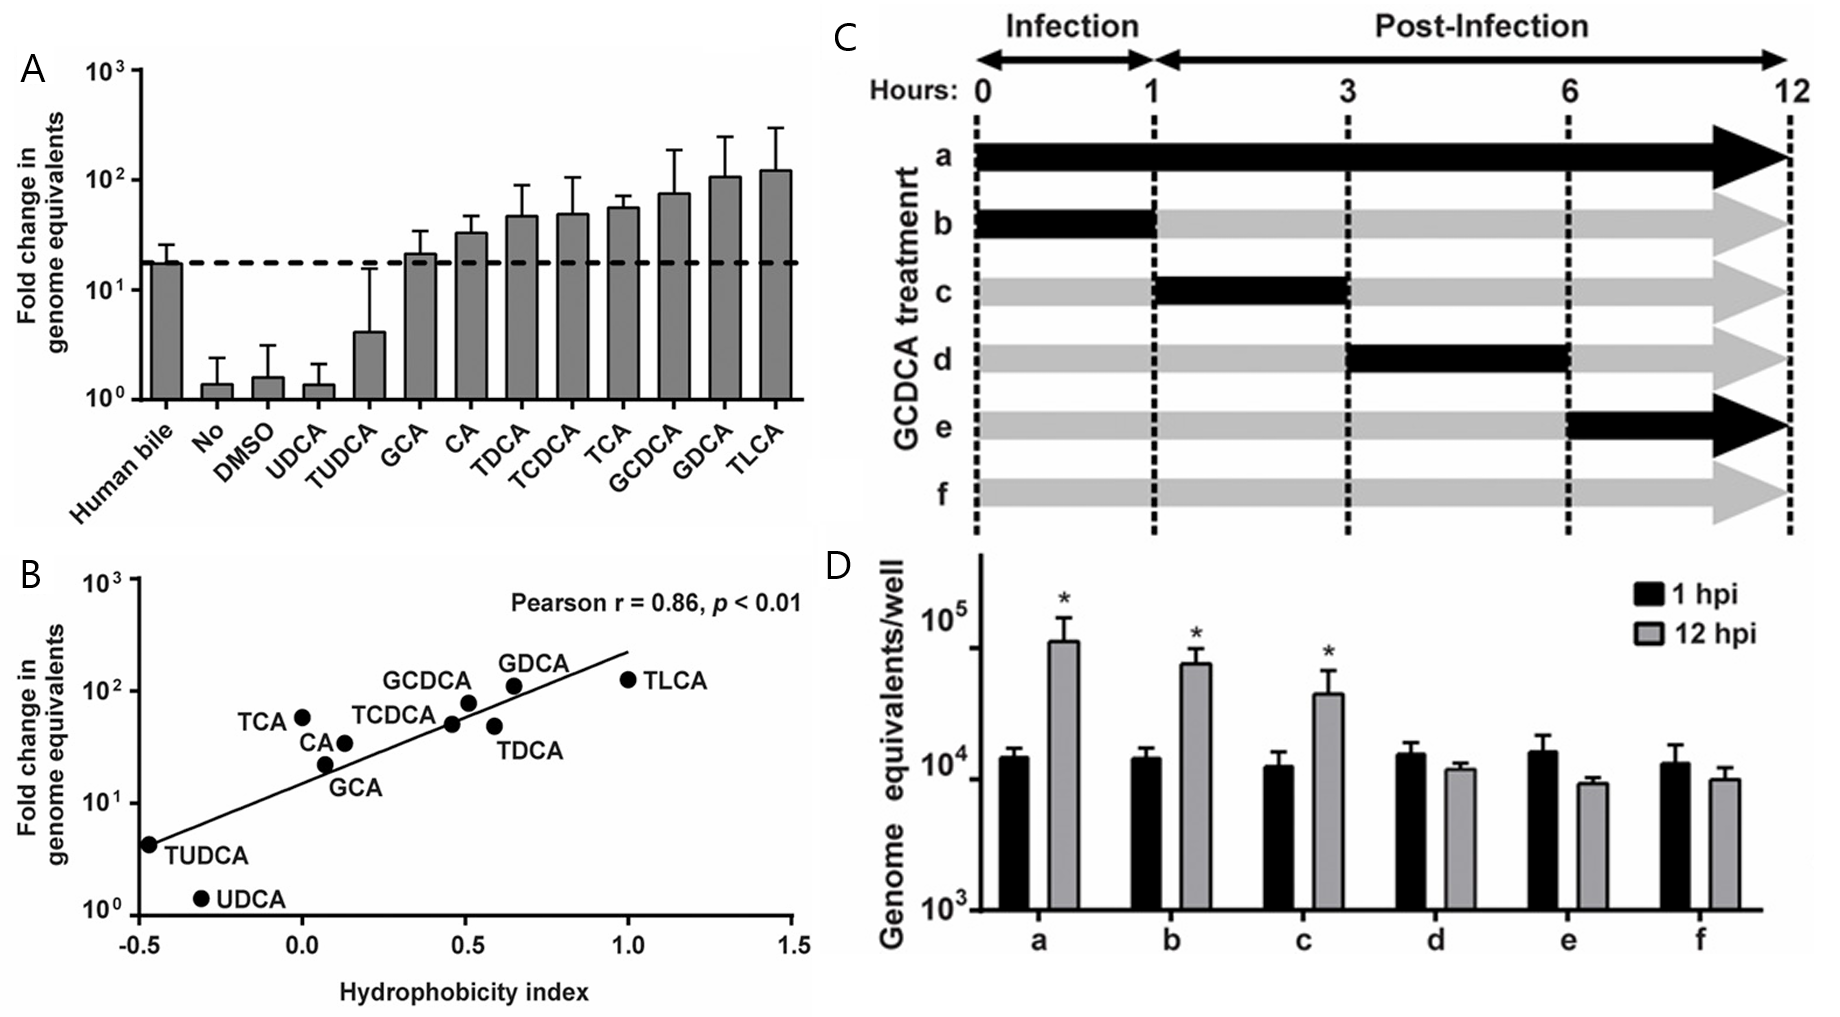 A
Fold change in
genome equivalents
10³
10²
10¹
10⁰
Human bile
No
DMSO
UDCA
TUDCA
GCA
CA
TDCA
TCDCA
TCA
GCDCA
GDCA
TLCA
B
Fold change in
genome equivalents
10³
10²
10¹
10⁰
Pearson r = 0.86, p < 0.01
GDCA
GCDCA
TLCA
TCA
TCDCA
CA
TDCA
GCA
TUDCA
UDCA
-0.5 0.0 0.5 1.0 1.5
Hydrophobicity index
C
Infection Post-Infection
Hours: 0 1 3 6 12
GCDCA treatmenrt
a
b
c
d
e
f
D
Genome equivalents/well
10⁵
10⁴
10³
1 hpi
12 hpi
* * *
a b c d e f